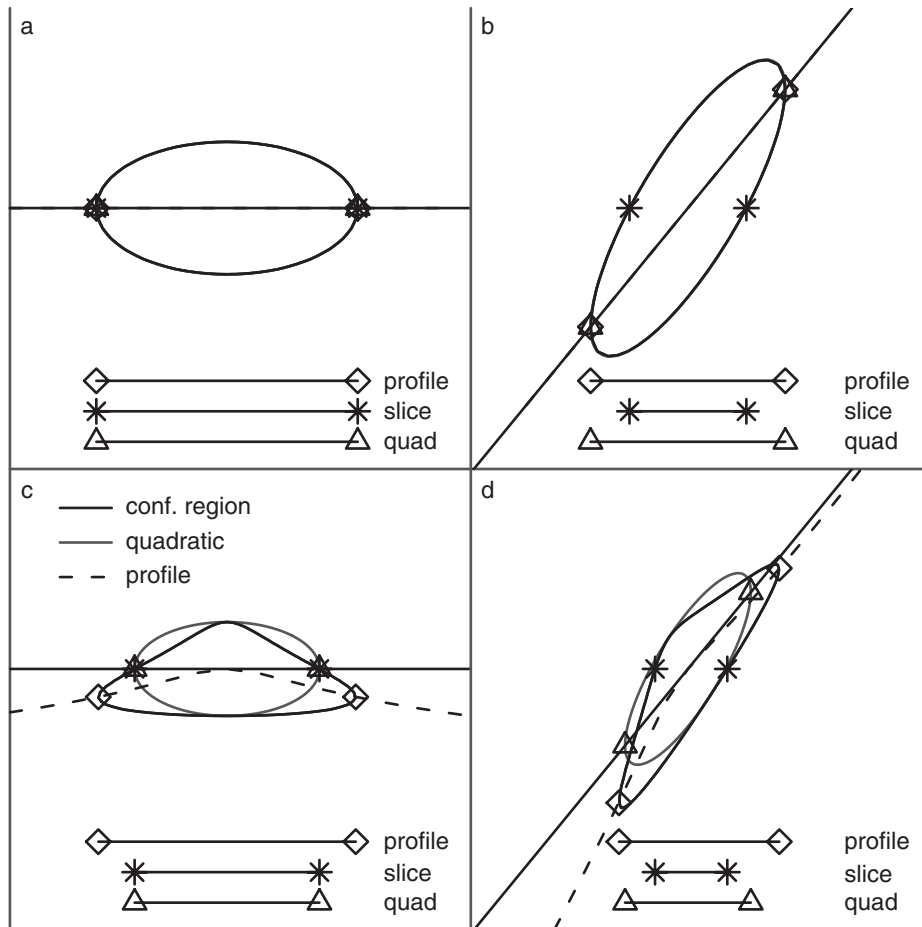 a
profile
slice
quad
b
profile
slice
quad
c
conf. region
quadratic
profile
profile
slice
quad
d
profile
slice
quad